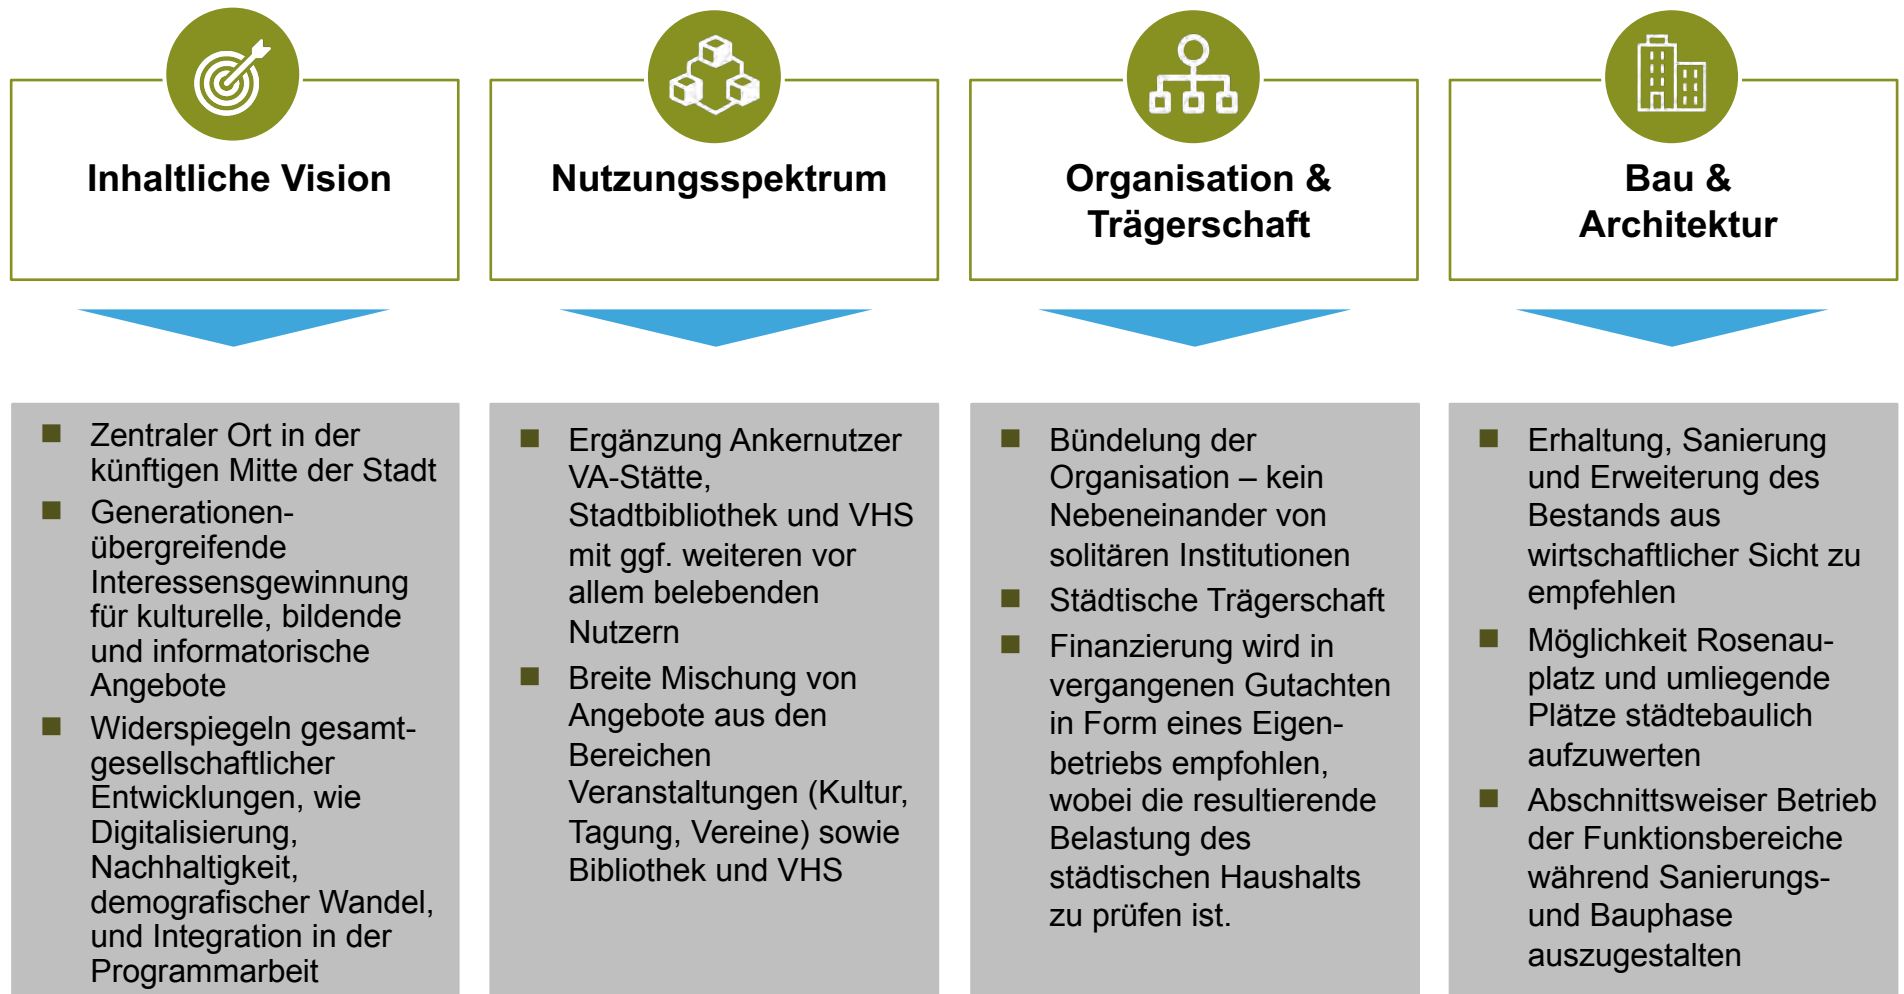 Inhaltliche Vision
Zentraler Ort in der
künftigen Mitte der Stadt
Generationen-
übergreifende
Interessensgewinnung
für kulturelle, bildende
und informatorische
Angebote
Widerspiegeln gesamt-
gesellschaftlicher
Entwicklungen, wie
Digitalisierung,
Nachhaltigkeit,
demografischer Wandel,
und Integration in der
Programmarbeit
Nutzungsspektrum
Ergänzung Ankernutzer
VA-Stätte,
Stadtbibliothek und VHS
mit ggf. weiteren vor
allem belebenden
Nutzern
Breite Mischung von
Angebote aus den
Bereichen
Veranstaltungen (Kultur,
Tagung, Vereine) sowie
Bibliothek und VHS
Organisation &
Trägerschaft
Bündelung der
Organisation – kein
Nebeneinander von
solitären Institutionen
Städtische Trägerschaft
Finanzierung wird in
vergangenen Gutachten
in Form eines Eigen-
betriebs empfohlen,
wobei die resultierende
Belastung des
städtischen Haushalts
zu prüfen ist.
Bau &
Architektur
Erhaltung, Sanierung
und Erweiterung des
Bestands aus
wirtschaftlicher Sicht zu
empfehlen
Möglichkeit Rosenau-
platz und umliegende
Plätze städtebaulich
aufzuwerten
Abschnittsweiser Betrieb
der Funktionsbereiche
während Sanierungs-
und Bauphase
auszugestalten